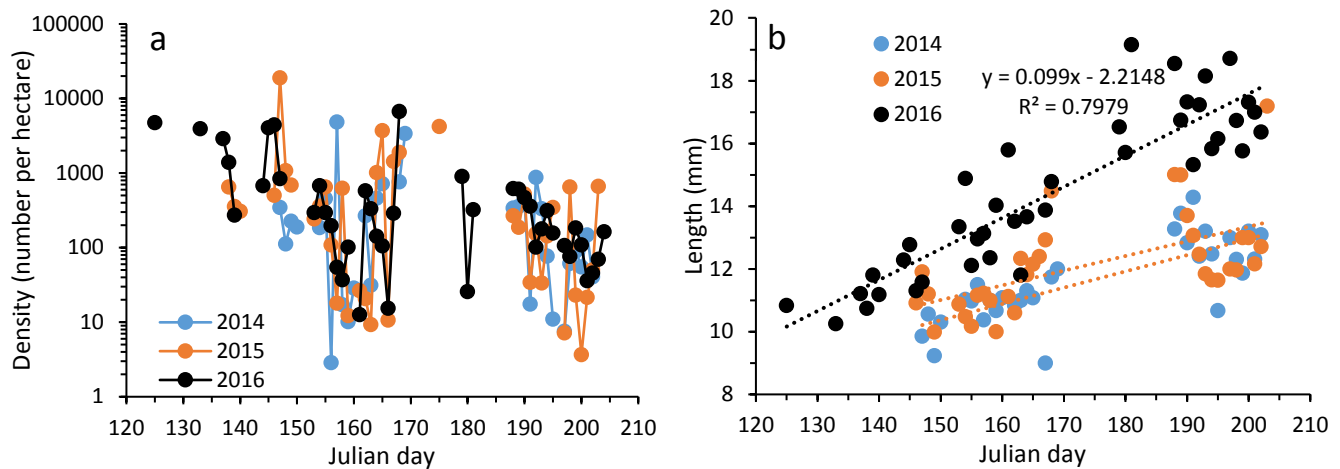 a
Density (number per hectare)
100000
10000
1000
100
10
1
2014
2015
2016
120 130 140 150 160 170 180 190 200 210
Julian day
b
Length (mm)
20
18
16
14
12
10
8
2014
2015
2016
y = 0.099x - 2.2148
R² = 0.7979
120 130 140 150 160 170 180 190 200 210
Julian day